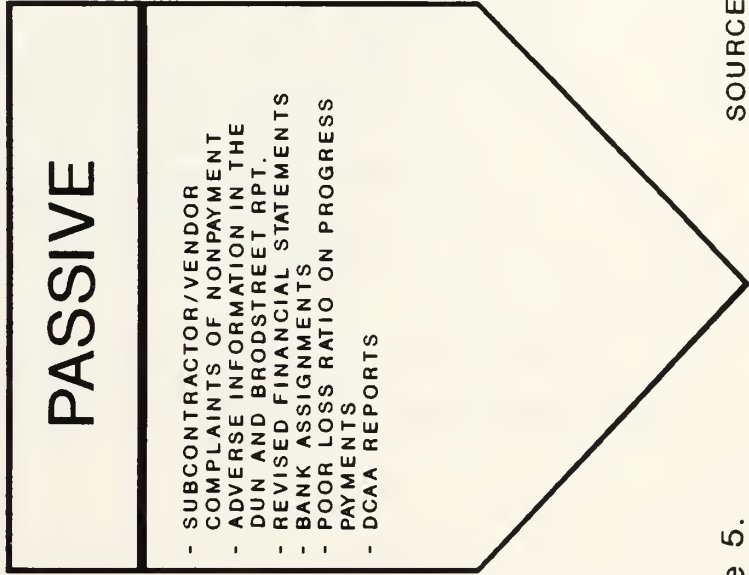 PASSIVE
- SUBCONTRACTOR/VENDOR
COMPLAINTS OF NONPAYMENT
- ADVERSE INFORMATION IN THE
DUN AND BRODSTREET RPT.
- REVISED FINANCIAL STATEMENTS
- BANK ASSIGNMENTS
- POOR LOSS RATIO ON PROGRESS
PAYMENTS
- DCAA REPORTS
SOURCE
5.